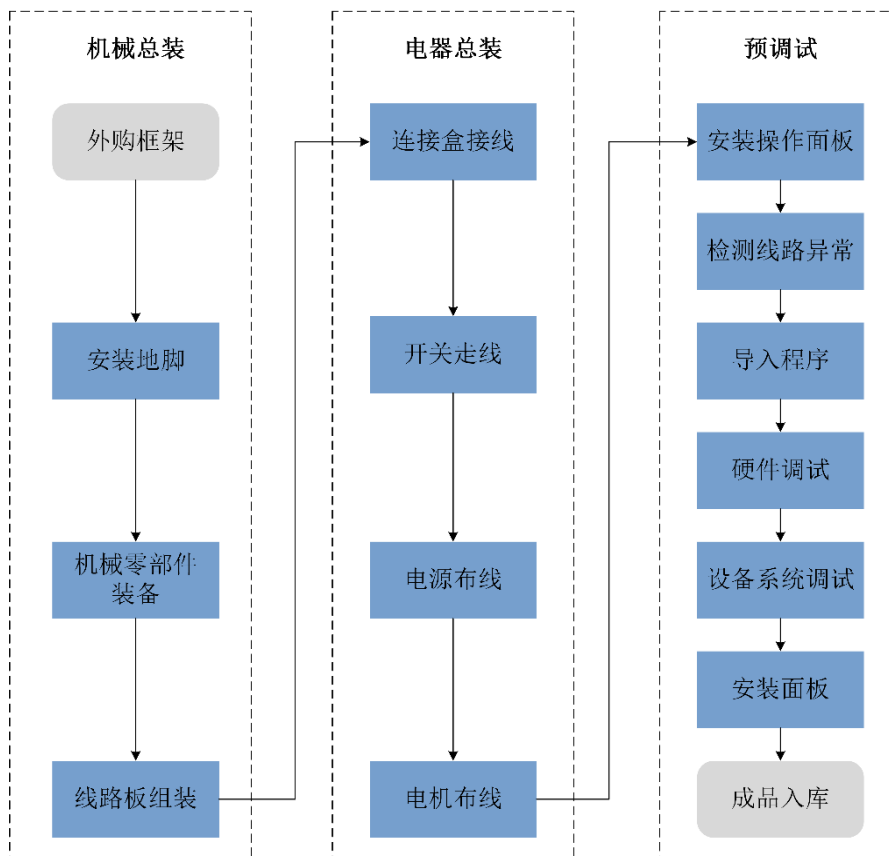 机械总装
外购框架
安装地脚
机械零部件
装备
线路板组装
电器总装
连接盒接线
开关走线
电源布线
电机布线
预调试
安装操作面板
检测线路异常
导入程序
硬件调试
设备系统调试
安装面板
成品入库